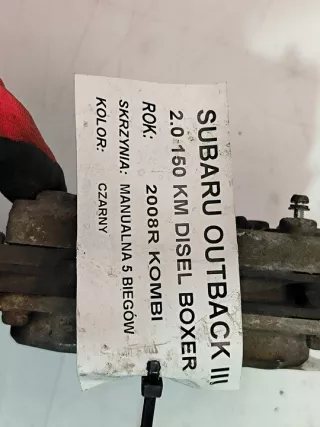 SUBARU OUTBACK III
2.0 150 KM DISEL BOXER
ROK: 2008R KOMBI
SKRZYNIA: MANUALNA 5 BIEGÓW
KOLOR: CZARNY